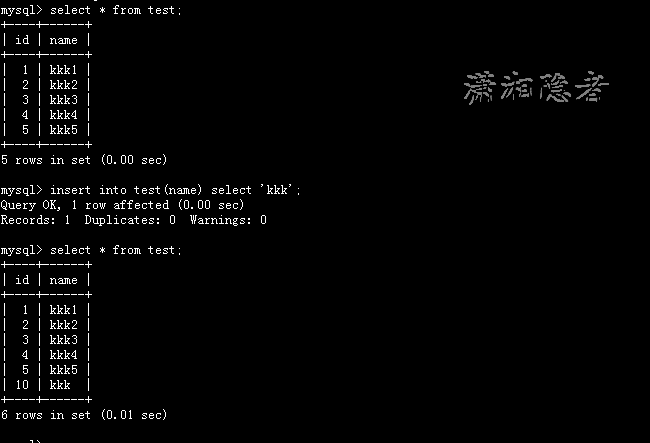 mysql> select * from test;
+----+------+
| id | name |
+----+------+
| 1 | kkk1 |
| 2 | kkk2 |
| 3 | kkk3 |
| 4 | kkk4 |
| 5 | kkk5 |
+----+------+
5 rows in set (0.00 sec)
潇湘隐者
mysql> insert into test(name) select 'kkk';
Query OK, 1 row affected (0.00 sec)
Records: 1  Duplicates: 0  Warnings: 0
mysql> select * from test;
+----+------+
| id | name |
+----+------+
| 1 | kkk1 |
| 2 | kkk2 |
| 3 | kkk3 |
| 4 | kkk4 |
| 5 | kkk5 |
| 10 | kkk |
+----+------+
6 rows in set (0.01 sec)
mysql>